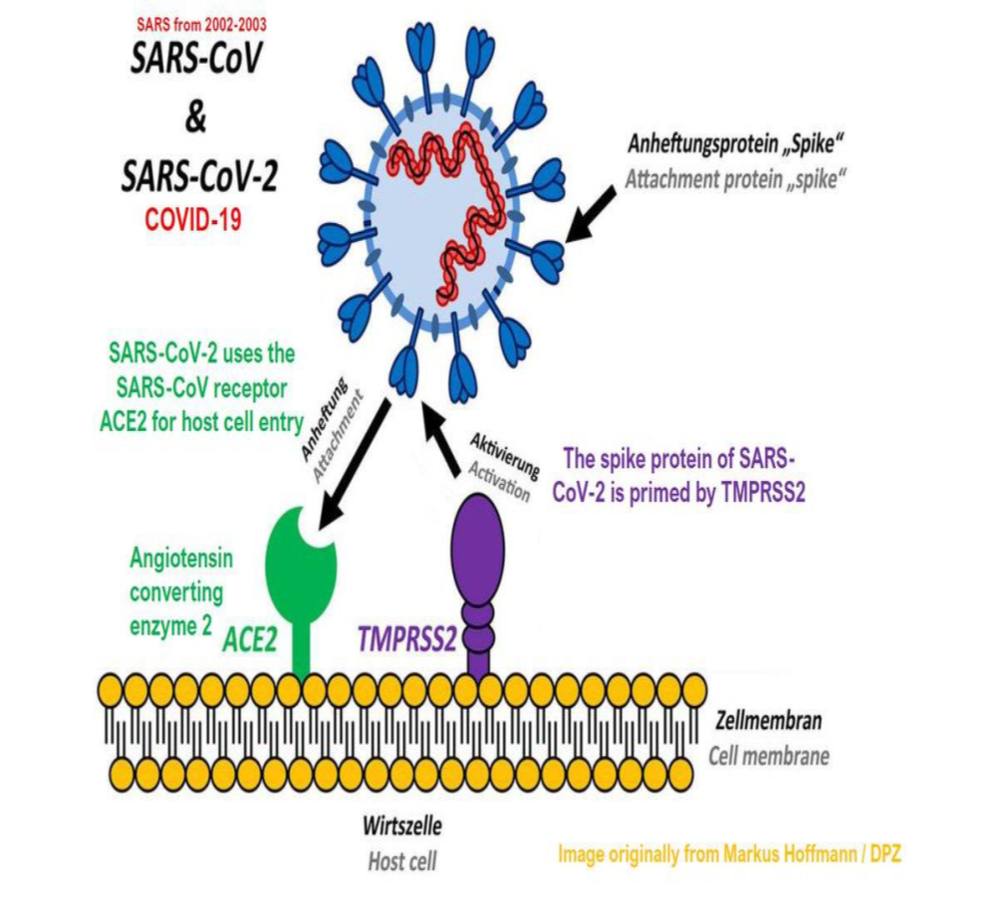 SARS from 2002-2003
SARS-CoV
&
SARS-CoV-2
COVID-19
Anheftungsprotein „Spike“
Attachment protein „spike“
SARS-CoV-2 uses the
SARS-CoV receptor
ACE2 for host cell entry
Anheftung
Attachment
Aktivierung
Activation
The spike protein of SARS-
CoV-2 is primed by TMPRSS2
Angiotensin
converting
enzyme 2
ACE2
TMPRSS2
Zellmembran
Cell membrane
Wirtszelle
Host cell
Image originally from Markus Hoffmann / DPZ